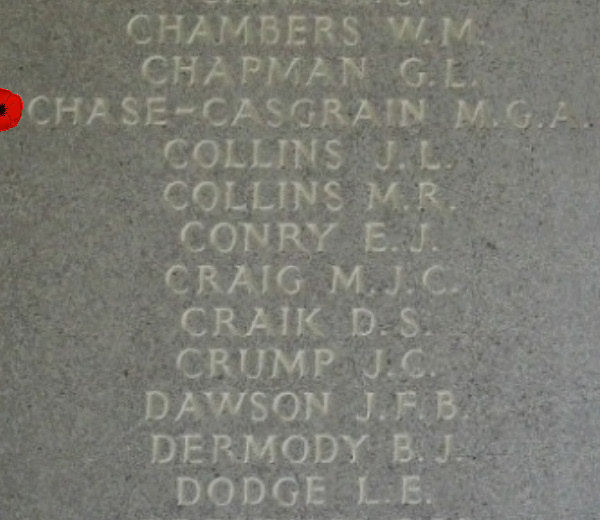 CHAMBERS W.M.
CHAPMAN G.L.
CHASE-CASGRAIN M.G.A.
COLLINS J.L.
COLLINS M.R.
CONRY E.J.
CRAIG M.J.C.
CRAIK D.S.
CRUMP J.C.
DAWSON J.F.B.
DERMODY B.J.
DODGE L.E.